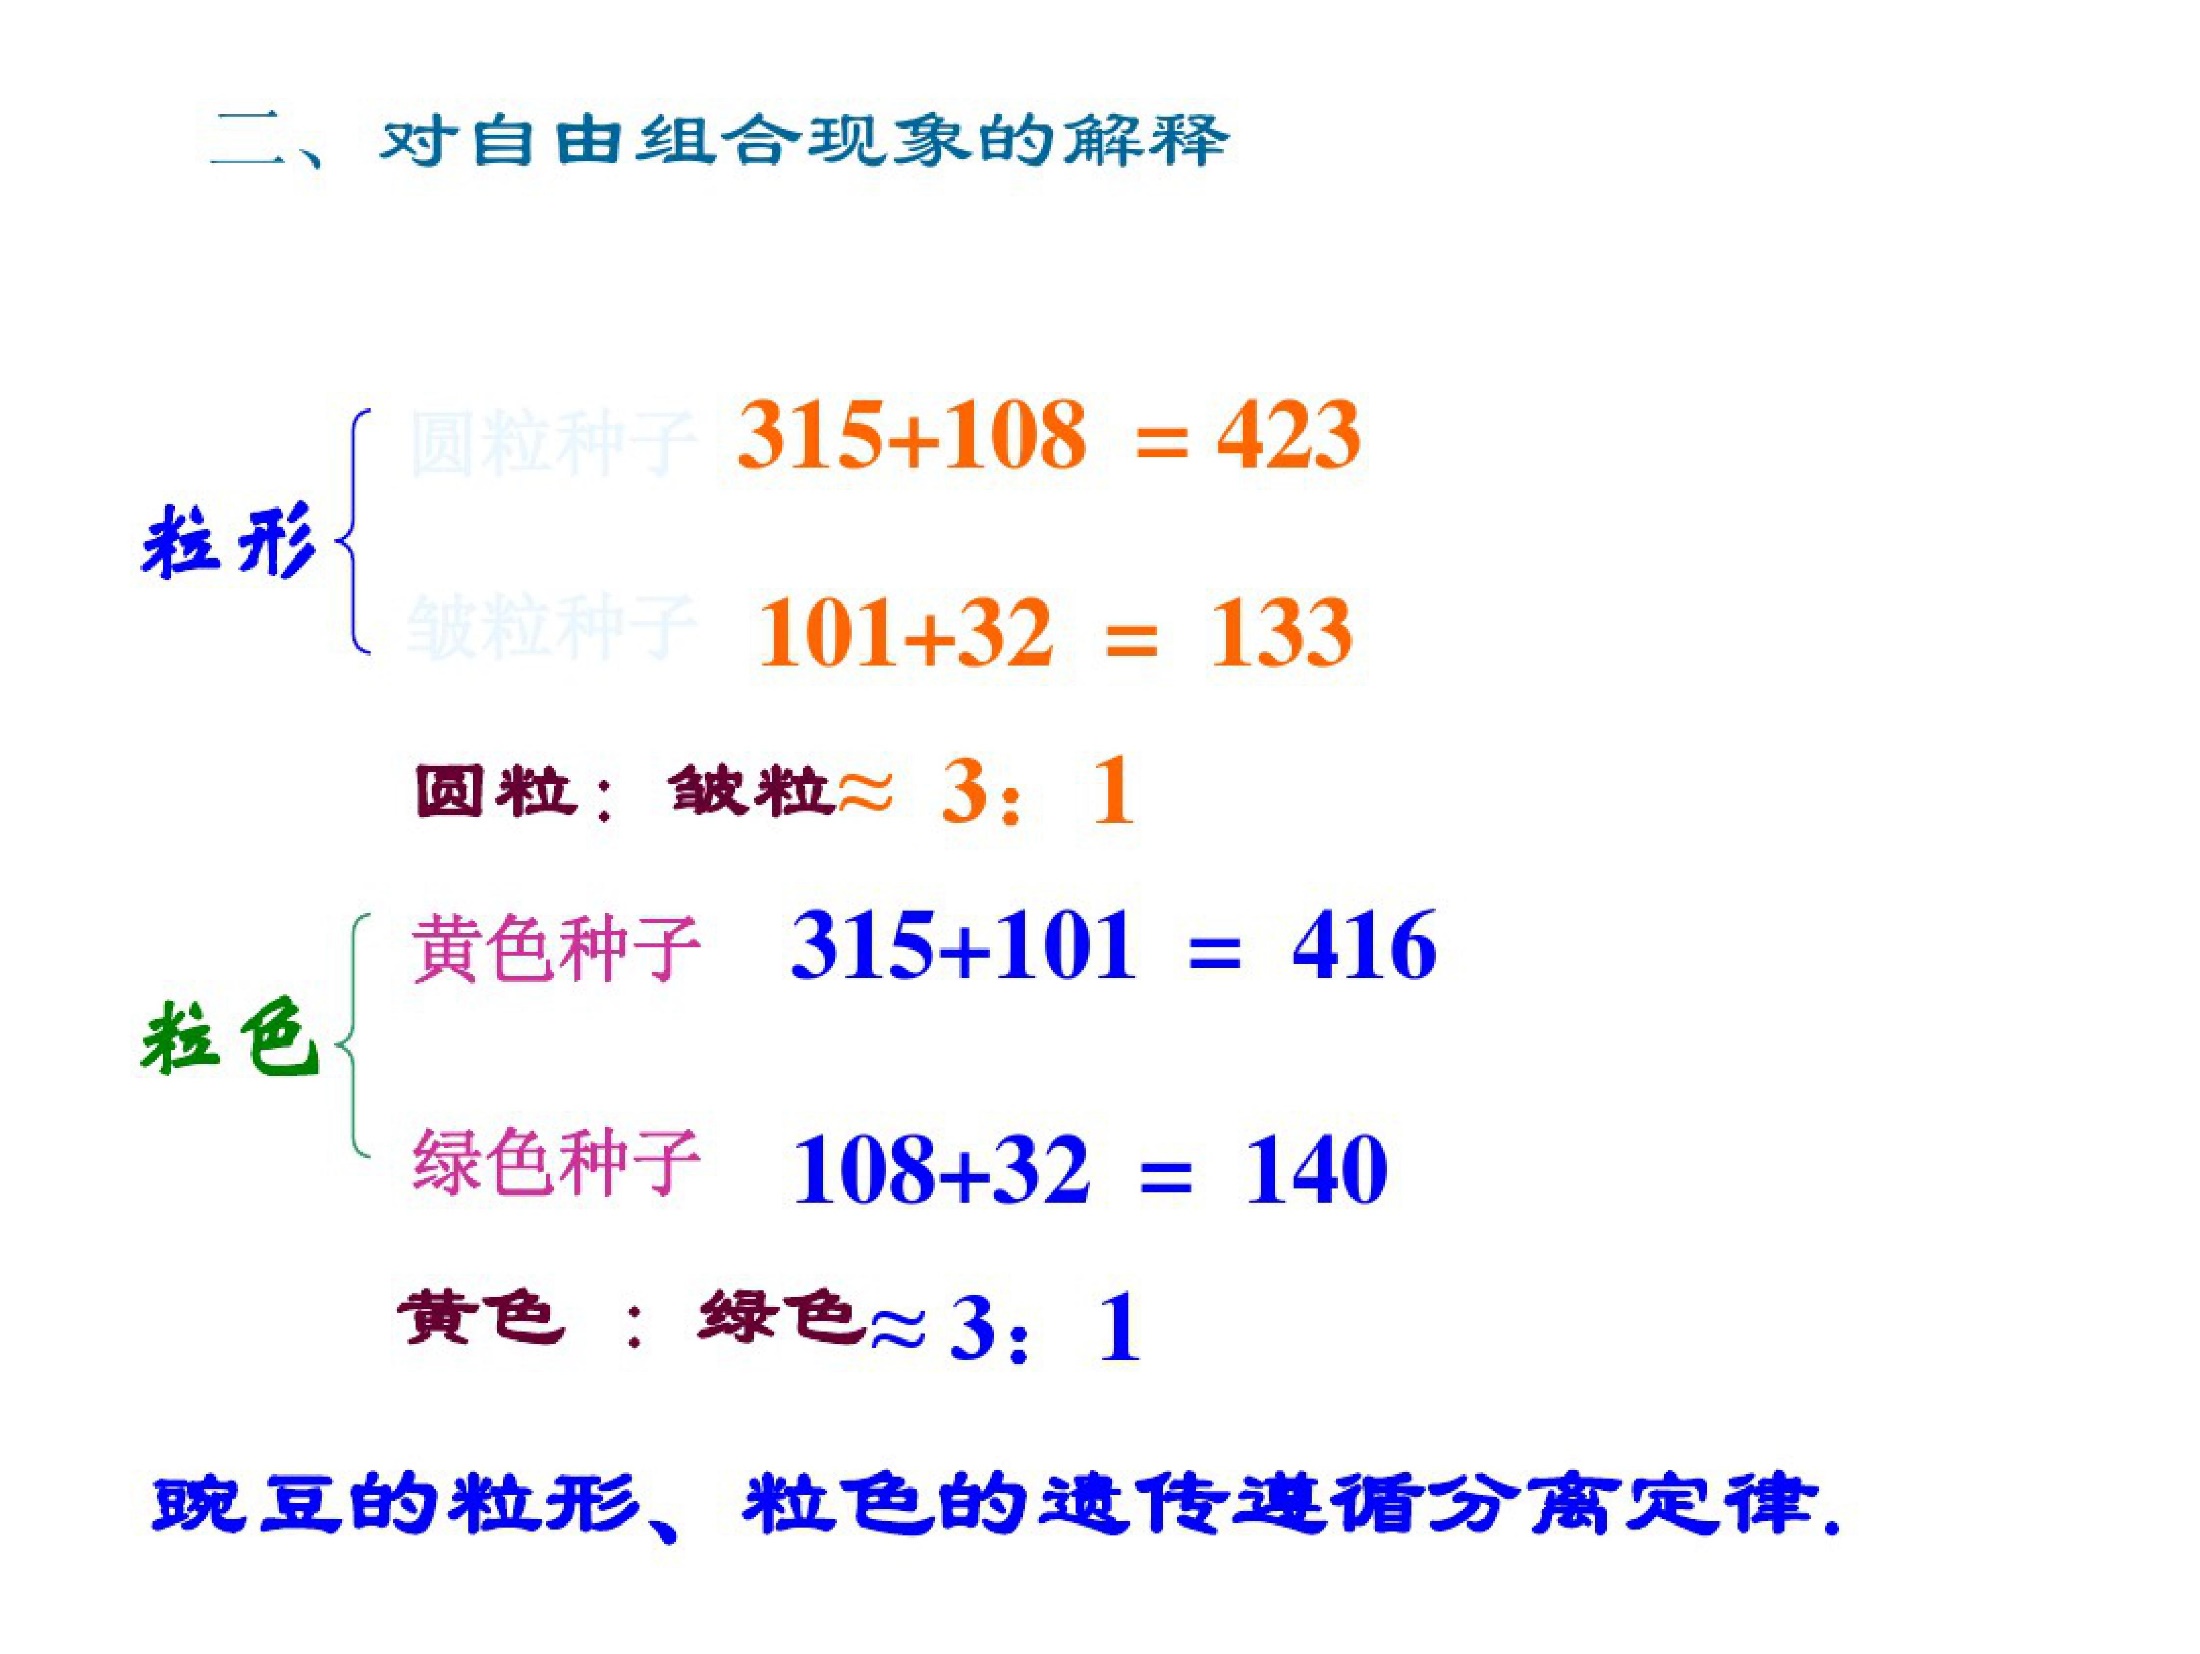 二、对自由组合现象的解释
圆粒种子 315+108 = 423
粒形
皱粒种子 101+32 = 133
圆粒：皱粒≈ 3：1
黄色种子 315+101 = 416
粒色
绿色种子 108+32 = 140
黄色 ：绿色≈ 3：1
豌豆的粒形、粒色的遗传遵循分离定律.